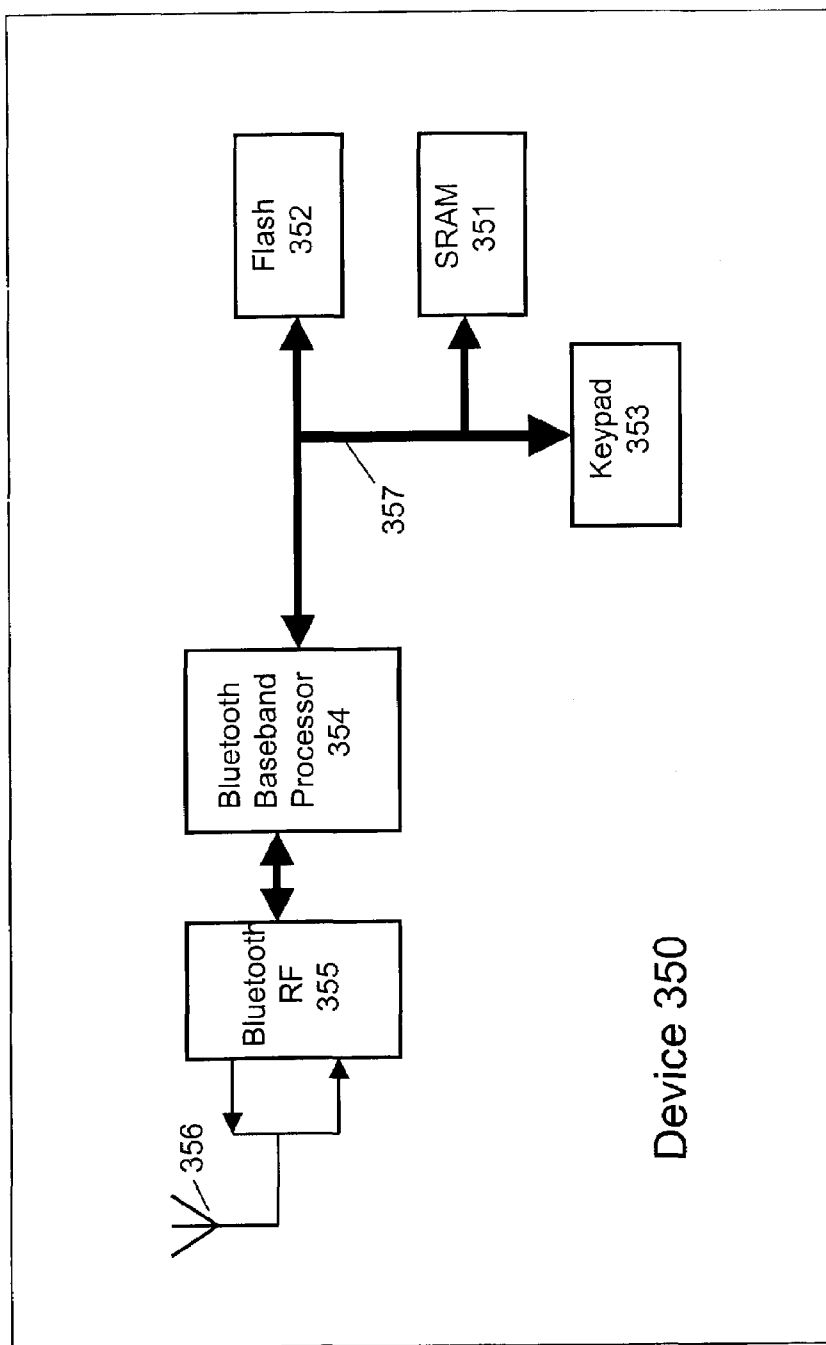 356
Bluetooth
RF
355
Bluetooth
Baseband
Processor
354
357
Flash
352
SRAM
351
Keypad
353
Device 350